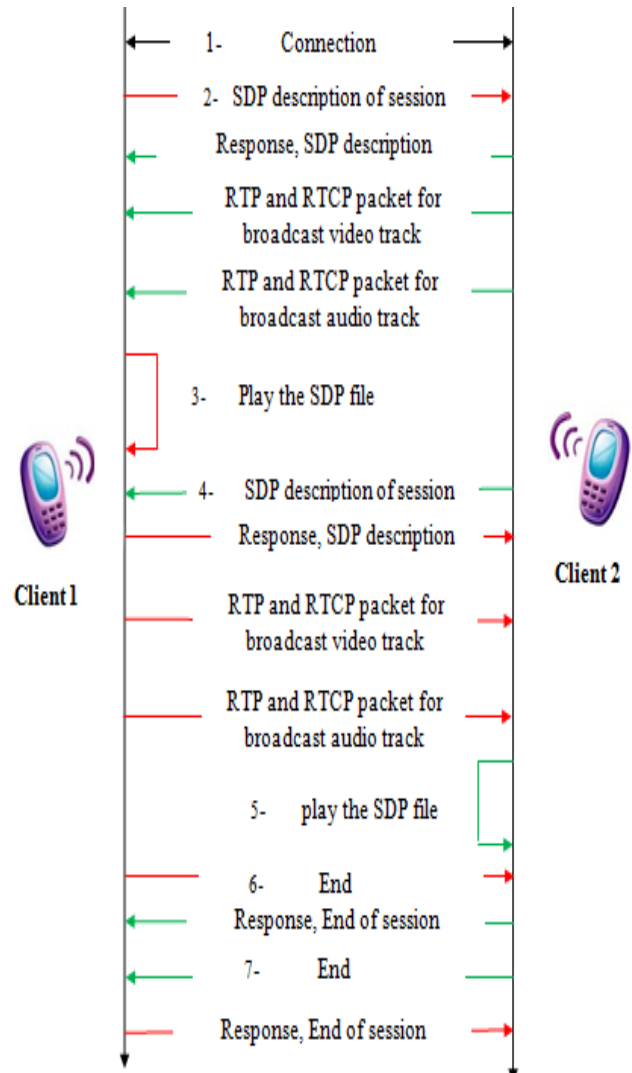 1- Connection
2- SDP description of session
Response, SDP description
RTP and RTCP packet for
broadcast video track
RTP and RTCP packet for
broadcast audio track
3- Play the SDP file
4- SDP description of session
Response, SDP description
Client 1
Client 2
RTP and RTCP packet for
broadcast video track
RTP and RTCP packet for
broadcast audio track
5- play the SDP file
6- End
Response, End of session
7- End
Response, End of session